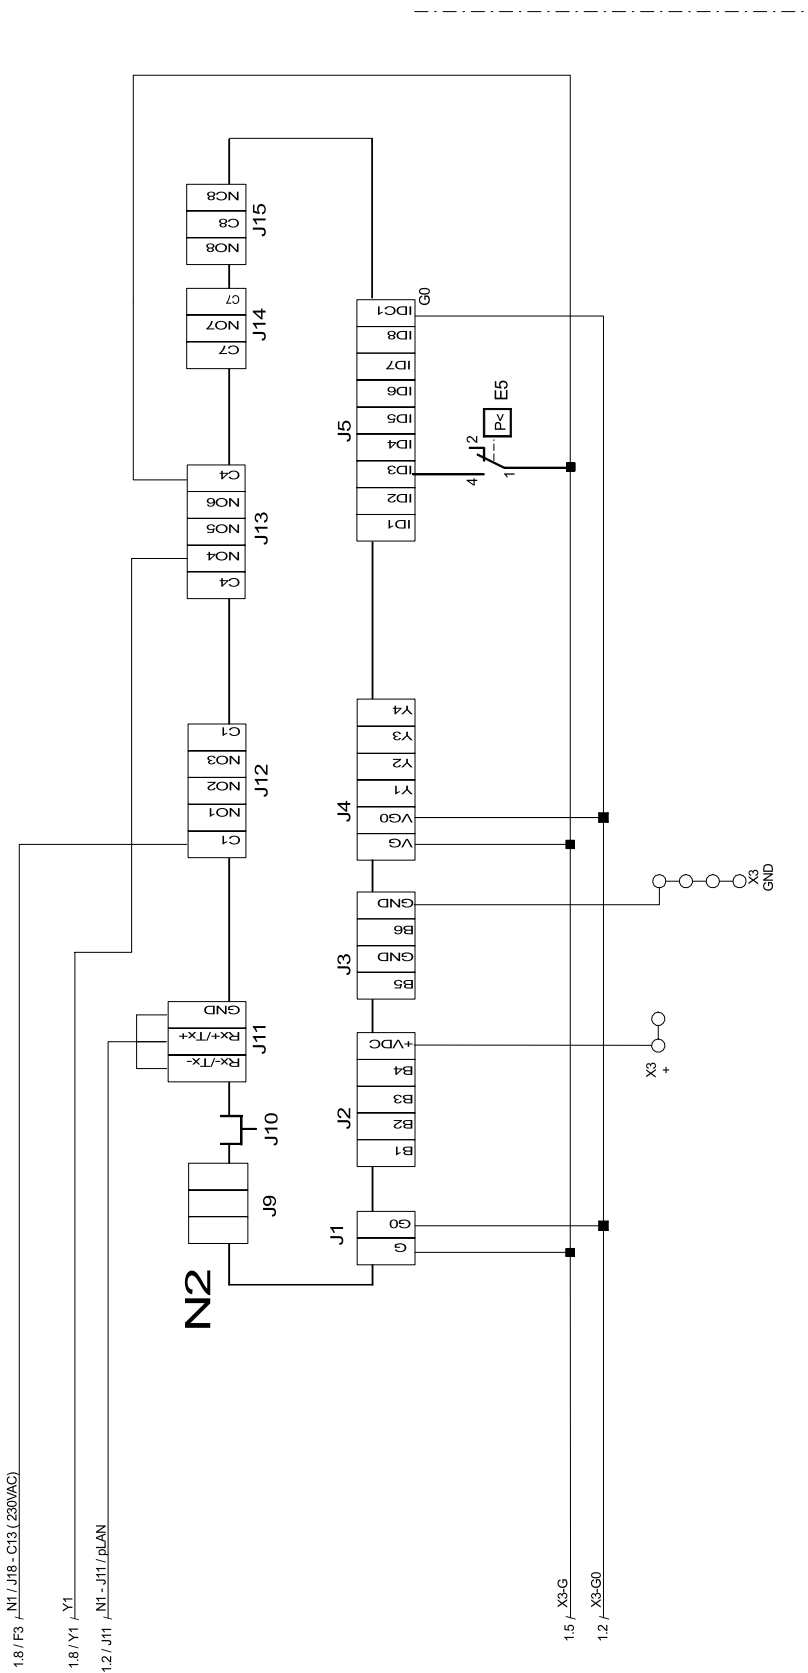 N2
J9
J10
J11
Rx-/Tx-
Rx+/Tx+
GND
J12
C1
NO1
NO2
NO3
C1
J13
C4
NO4
NO5
NO6
C4
J14
C7
NO7
C7
J15
NO8
C8
NC8
J1
G
G0
J2
B1
B2
B3
B4
+VDC
J3
B5
GND
B6
GND
J4
VG
VG0
Y1
Y2
Y3
Y4
J5
ID1
ID2
ID3
ID4
ID5
ID6
ID7
ID8
IDC1
G0
4
2
1
P<
E5
X3
+
X3
GND
1.8 / F3 / N1 / J18 - C13 ( 230VAC)
1.8 / Y1 / Y1
1.2 / J11 / N1 - J11 / pLAN
1.5 / X3-G
1.2 / X3-G0